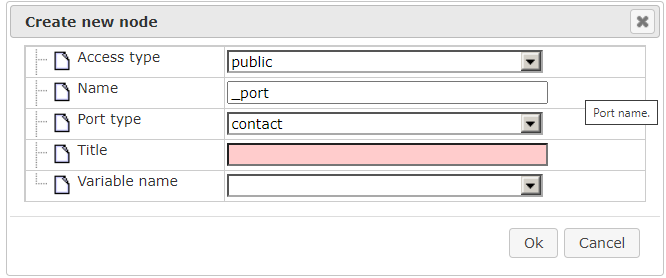 Create new node
Access type public
Name _port
Port name.
Port type contact
Title
Variable name
Ok Cancel